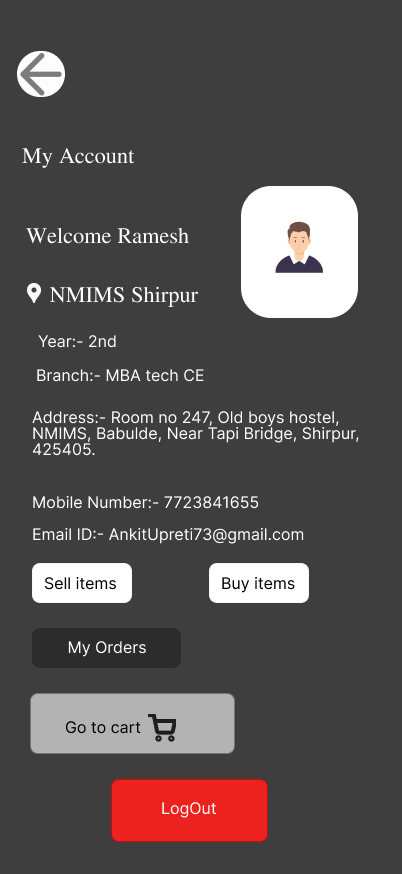 My Account
Welcome Ramesh
NMIMS Shirpur
Year:- 2nd
Branch:- MBA tech CE
Address:- Room no 247, Old boys hostel,
NMIMS, Babulde, Near Tapi Bridge, Shirpur,
425405.
Mobile Number:- 7723841655
Email ID:- AnkitUpreti73@gmail.com
Sell items
Buy items
My Orders
Go to cart
LogOut